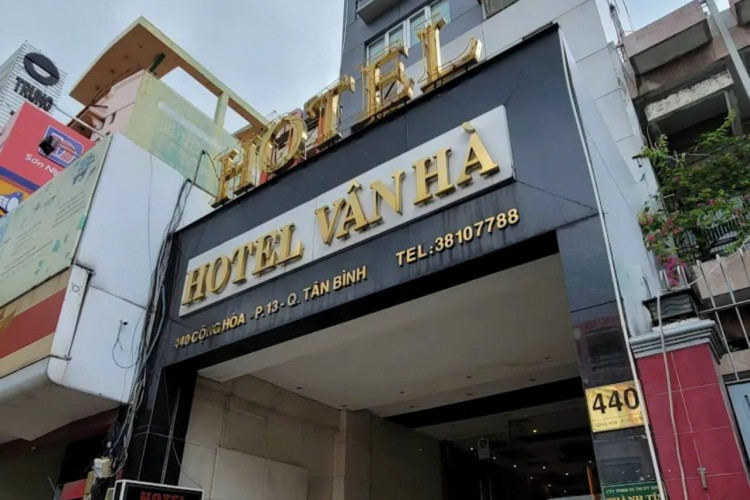 HOTEL
HOTEL VÂN HÀ
440 CỘNG HÒA - P.13 - Q. TÂN BÌNH
TEL: 38107788
440
TRUNG
HOTEL